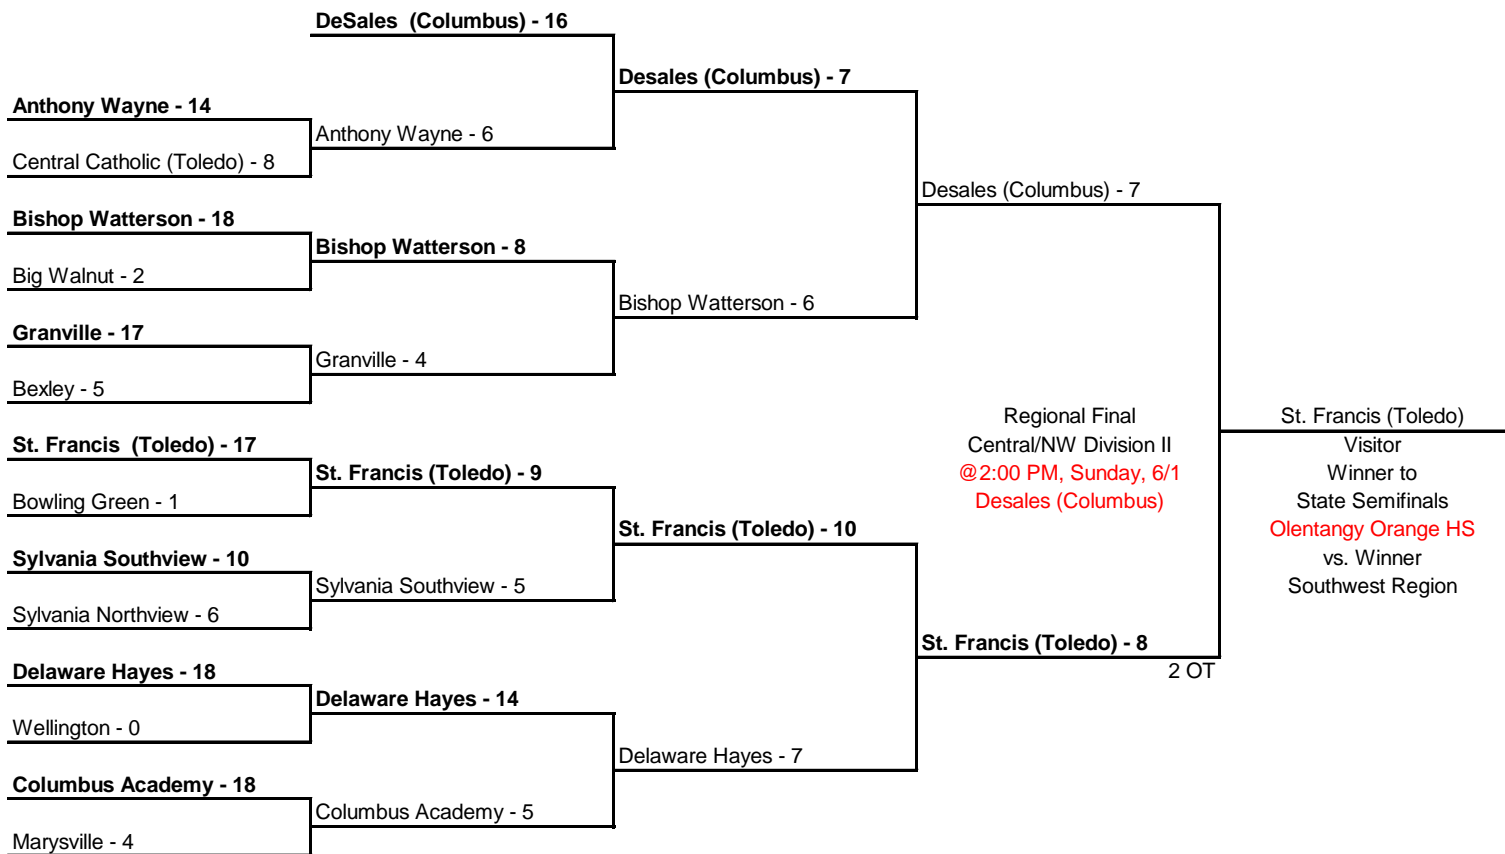 DeSales  (Columbus) - 16
Desales (Columbus) - 7
Anthony Wayne - 14
Anthony Wayne - 6
Central Catholic (Toledo) - 8
Desales (Columbus) - 7
Bishop Watterson - 18
Bishop Watterson - 8
Big Walnut - 2
Bishop Watterson - 6
Granville - 17
Granville - 4
Bexley - 5
Regional Final
Central/NW Division II
@2:00 PM, Sunday, 6/1
Desales (Columbus)
St. Francis (Toledo)
Visitor
Winner to
State Semifinals
Olentangy Orange HS
vs. Winner
Southwest Region
St. Francis  (Toledo) - 17
St. Francis (Toledo) - 9
Bowling Green - 1
St. Francis (Toledo) - 10
Sylvania Southview - 10
Sylvania Southview - 5
Sylvania Northview - 6
St. Francis (Toledo) - 8
2 OT
Delaware Hayes - 18
Delaware Hayes - 14
Wellington - 0
Delaware Hayes - 7
Columbus Academy - 18
Columbus Academy - 5
Marysville - 4